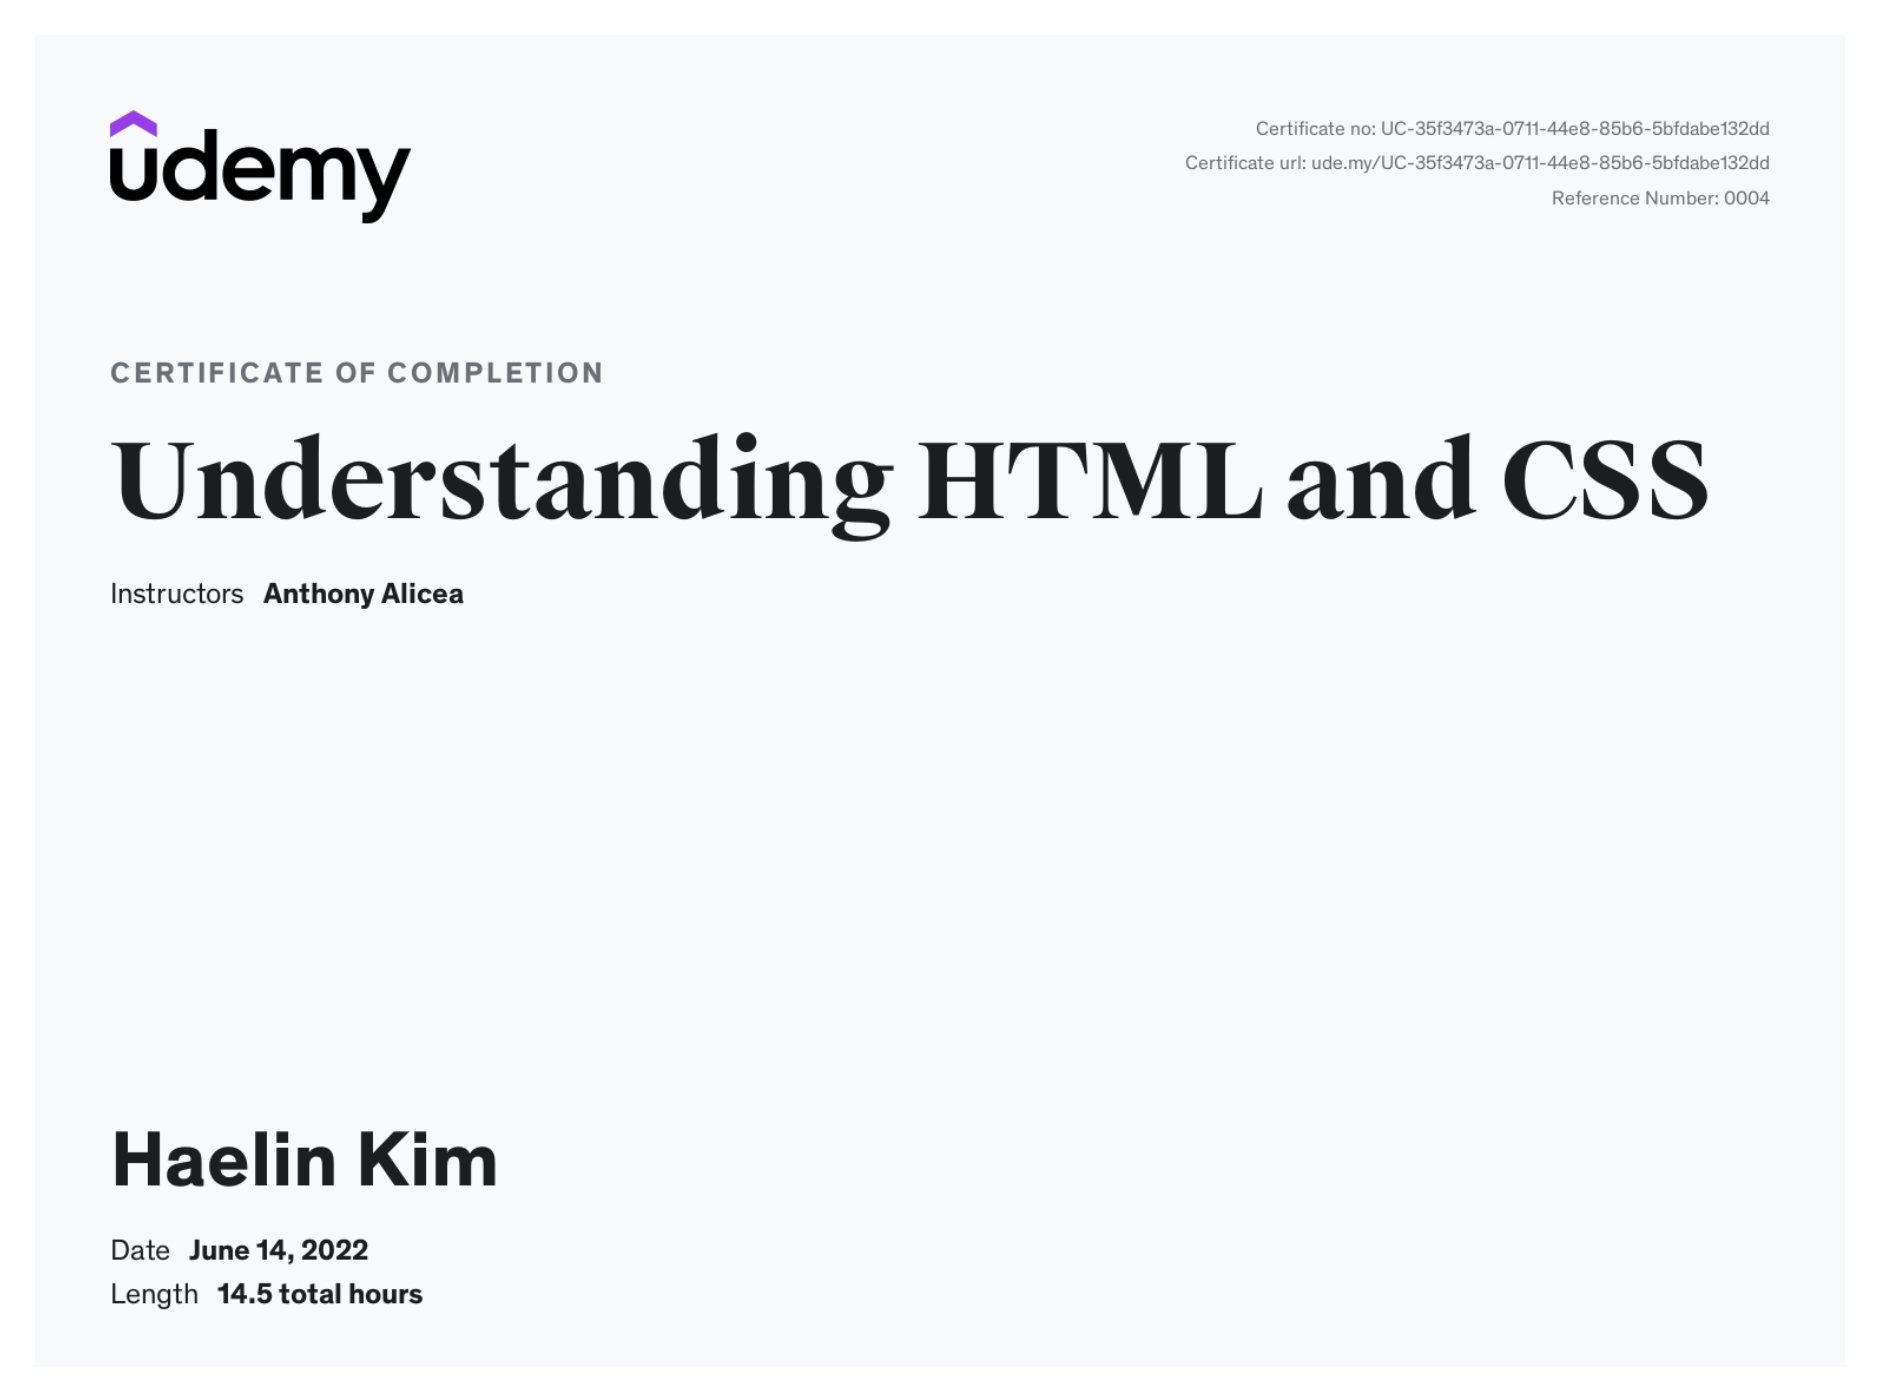 udemy
Certificate no: UC-35f3473a-0711-44e8-85b6-5bfdabe132dd
Certificate url: ude.my/UC-35f3473a-0711-44e8-85b6-5bfdabe132dd
Reference Number: 0004
CERTIFICATE OF COMPLETION
Understanding HTML and CSS
Instructors Anthony Alicea
Haelin Kim
Date June 14, 2022
Length 14.5 total hours